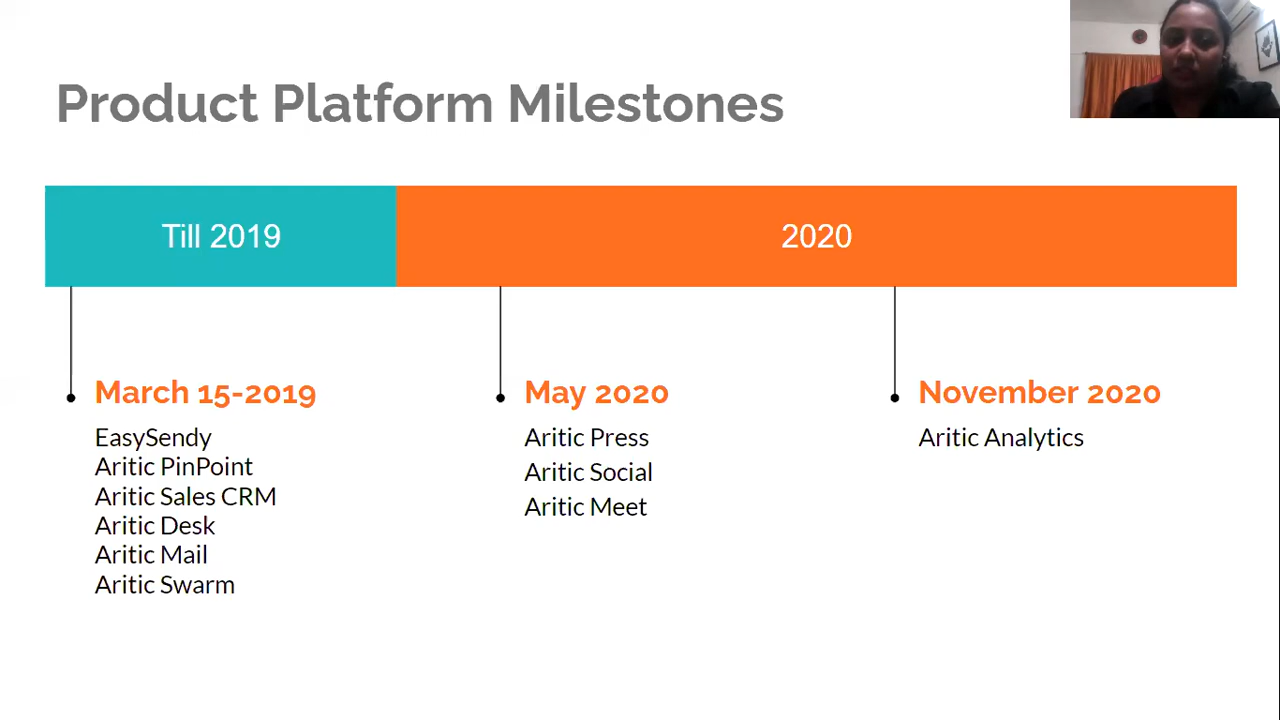 Product Platform Milestones
Till 2019
2020
March 15-2019
EasySendy
Aritic PinPoint
Aritic Sales CRM
Aritic Desk
Aritic Mail
Aritic Swarm
May 2020
Aritic Press
Aritic Social
Aritic Meet
November 2020
Aritic Analytics